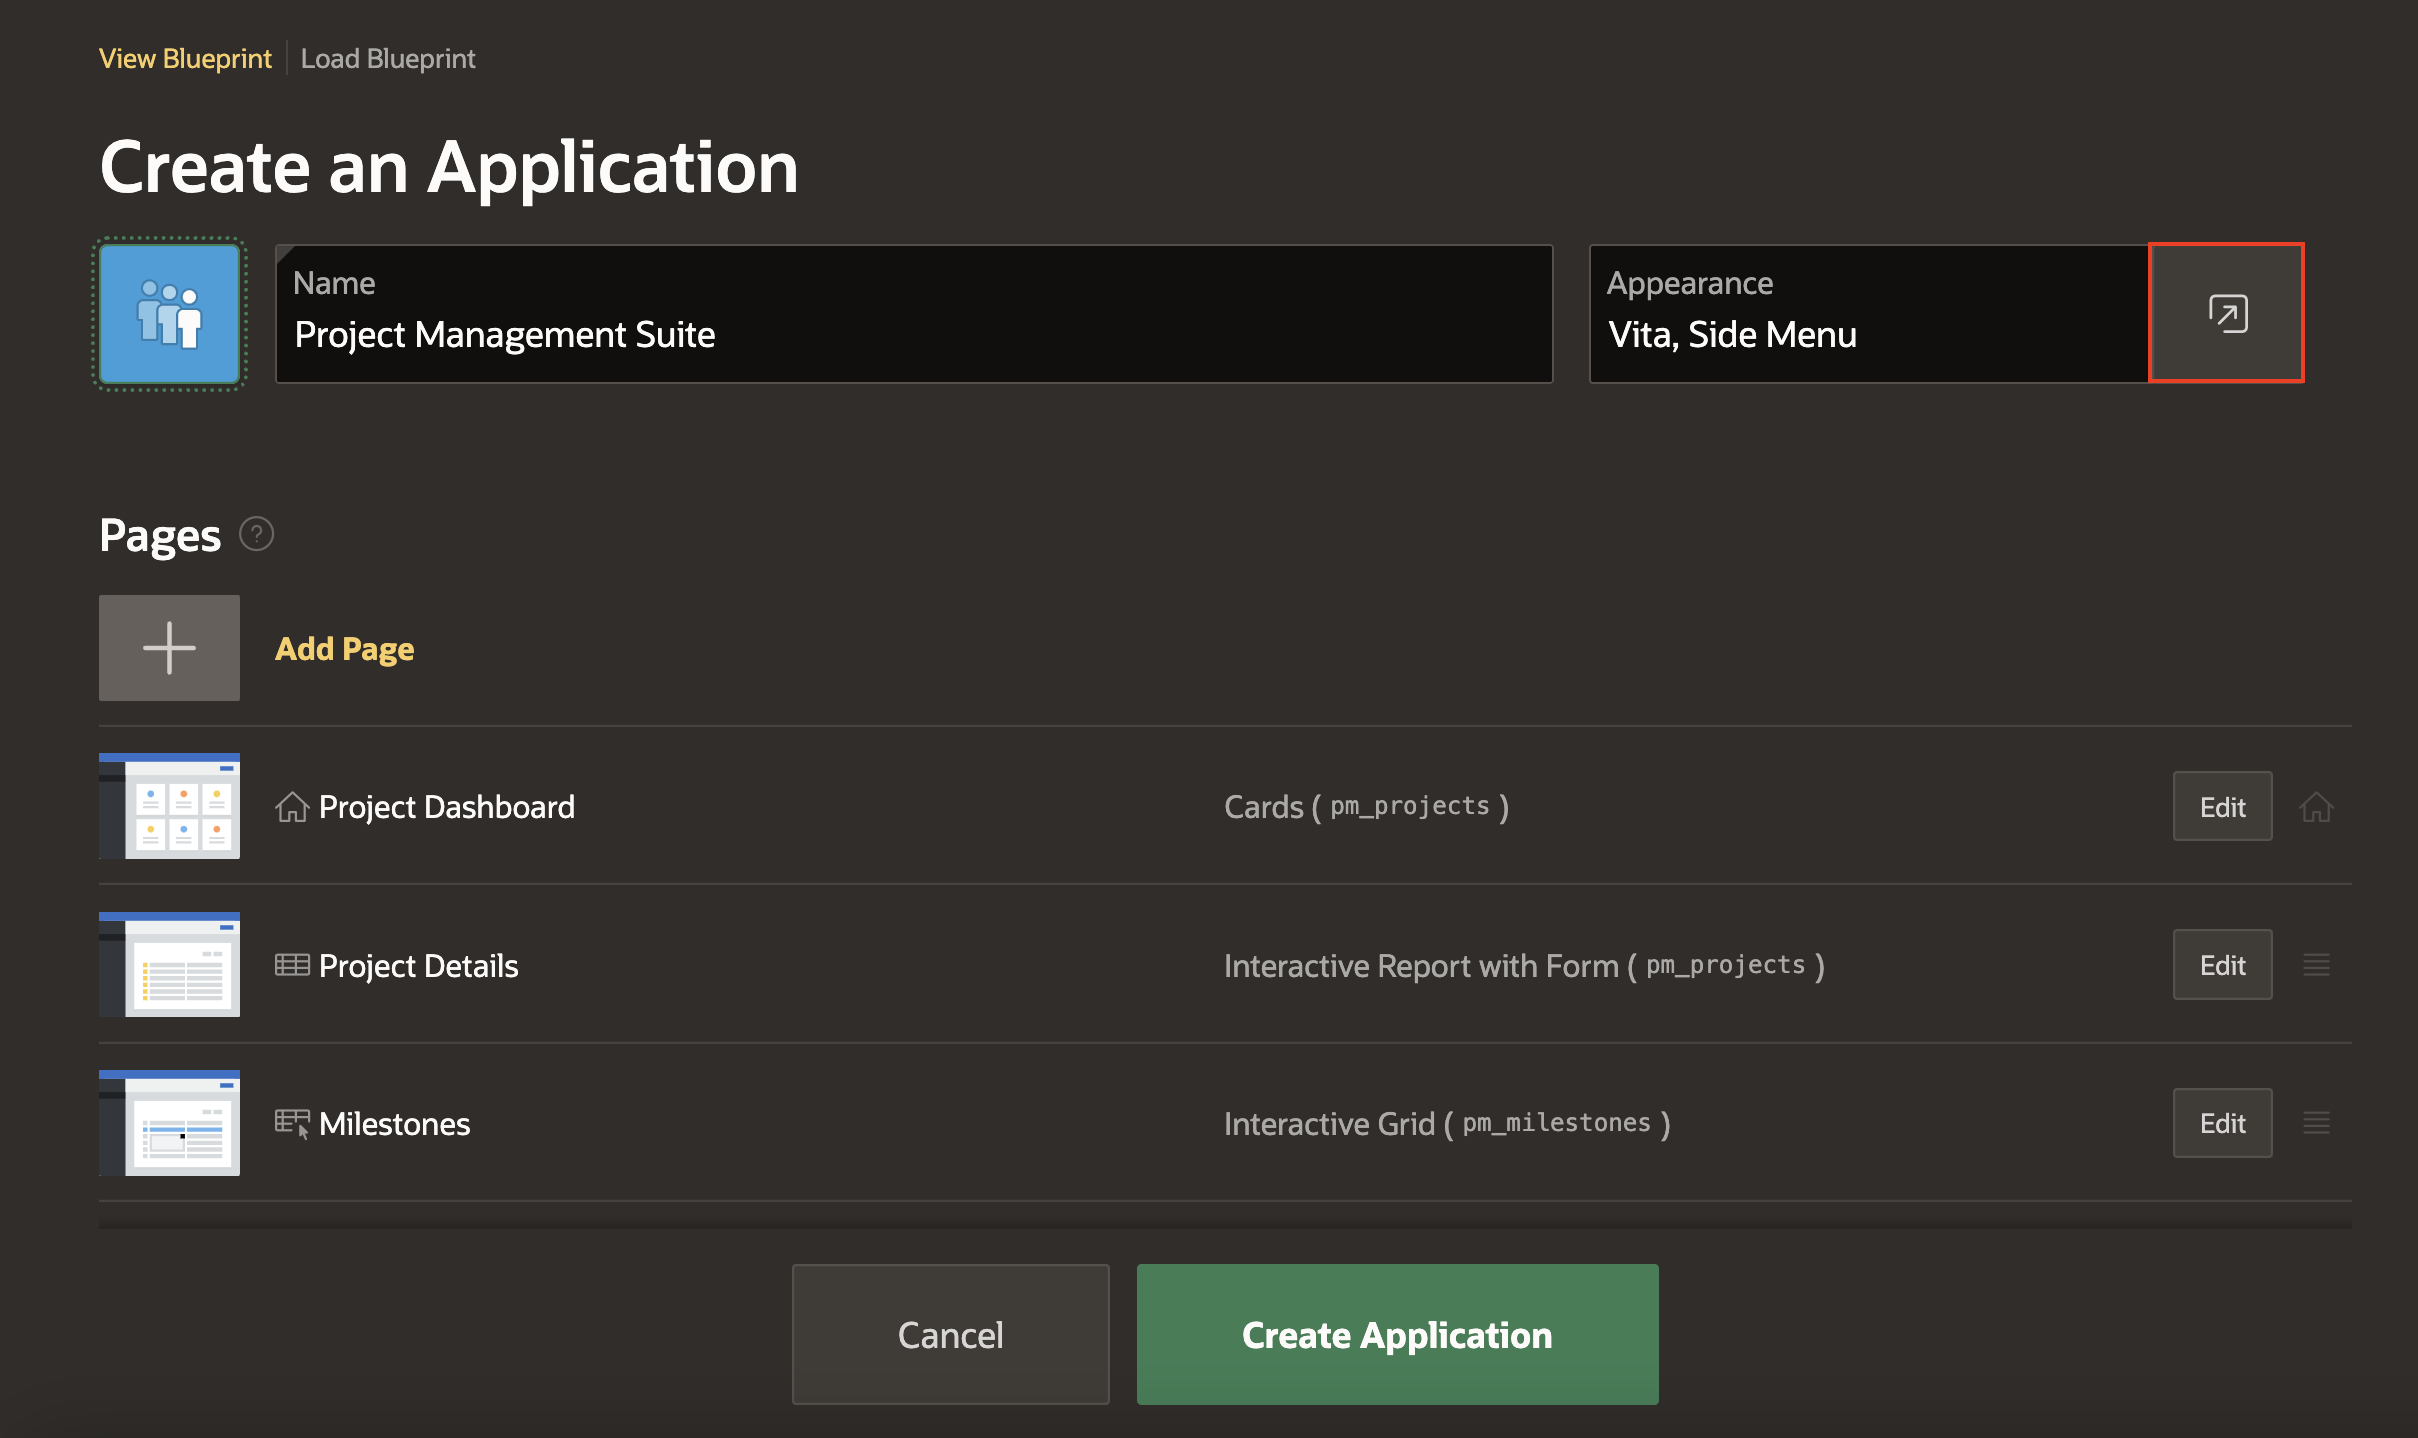 View Blueprint Load Blueprint
Create an Application
Name
Project Management Suite
Appearance
Vita, Side Menu
Pages ?
Add Page
Project Dashboard Cards ( pm_projects ) Edit
Project Details Interactive Report with Form ( pm_projects ) Edit
Milestones Interactive Grid ( pm_milestones ) Edit
Cancel Create Application